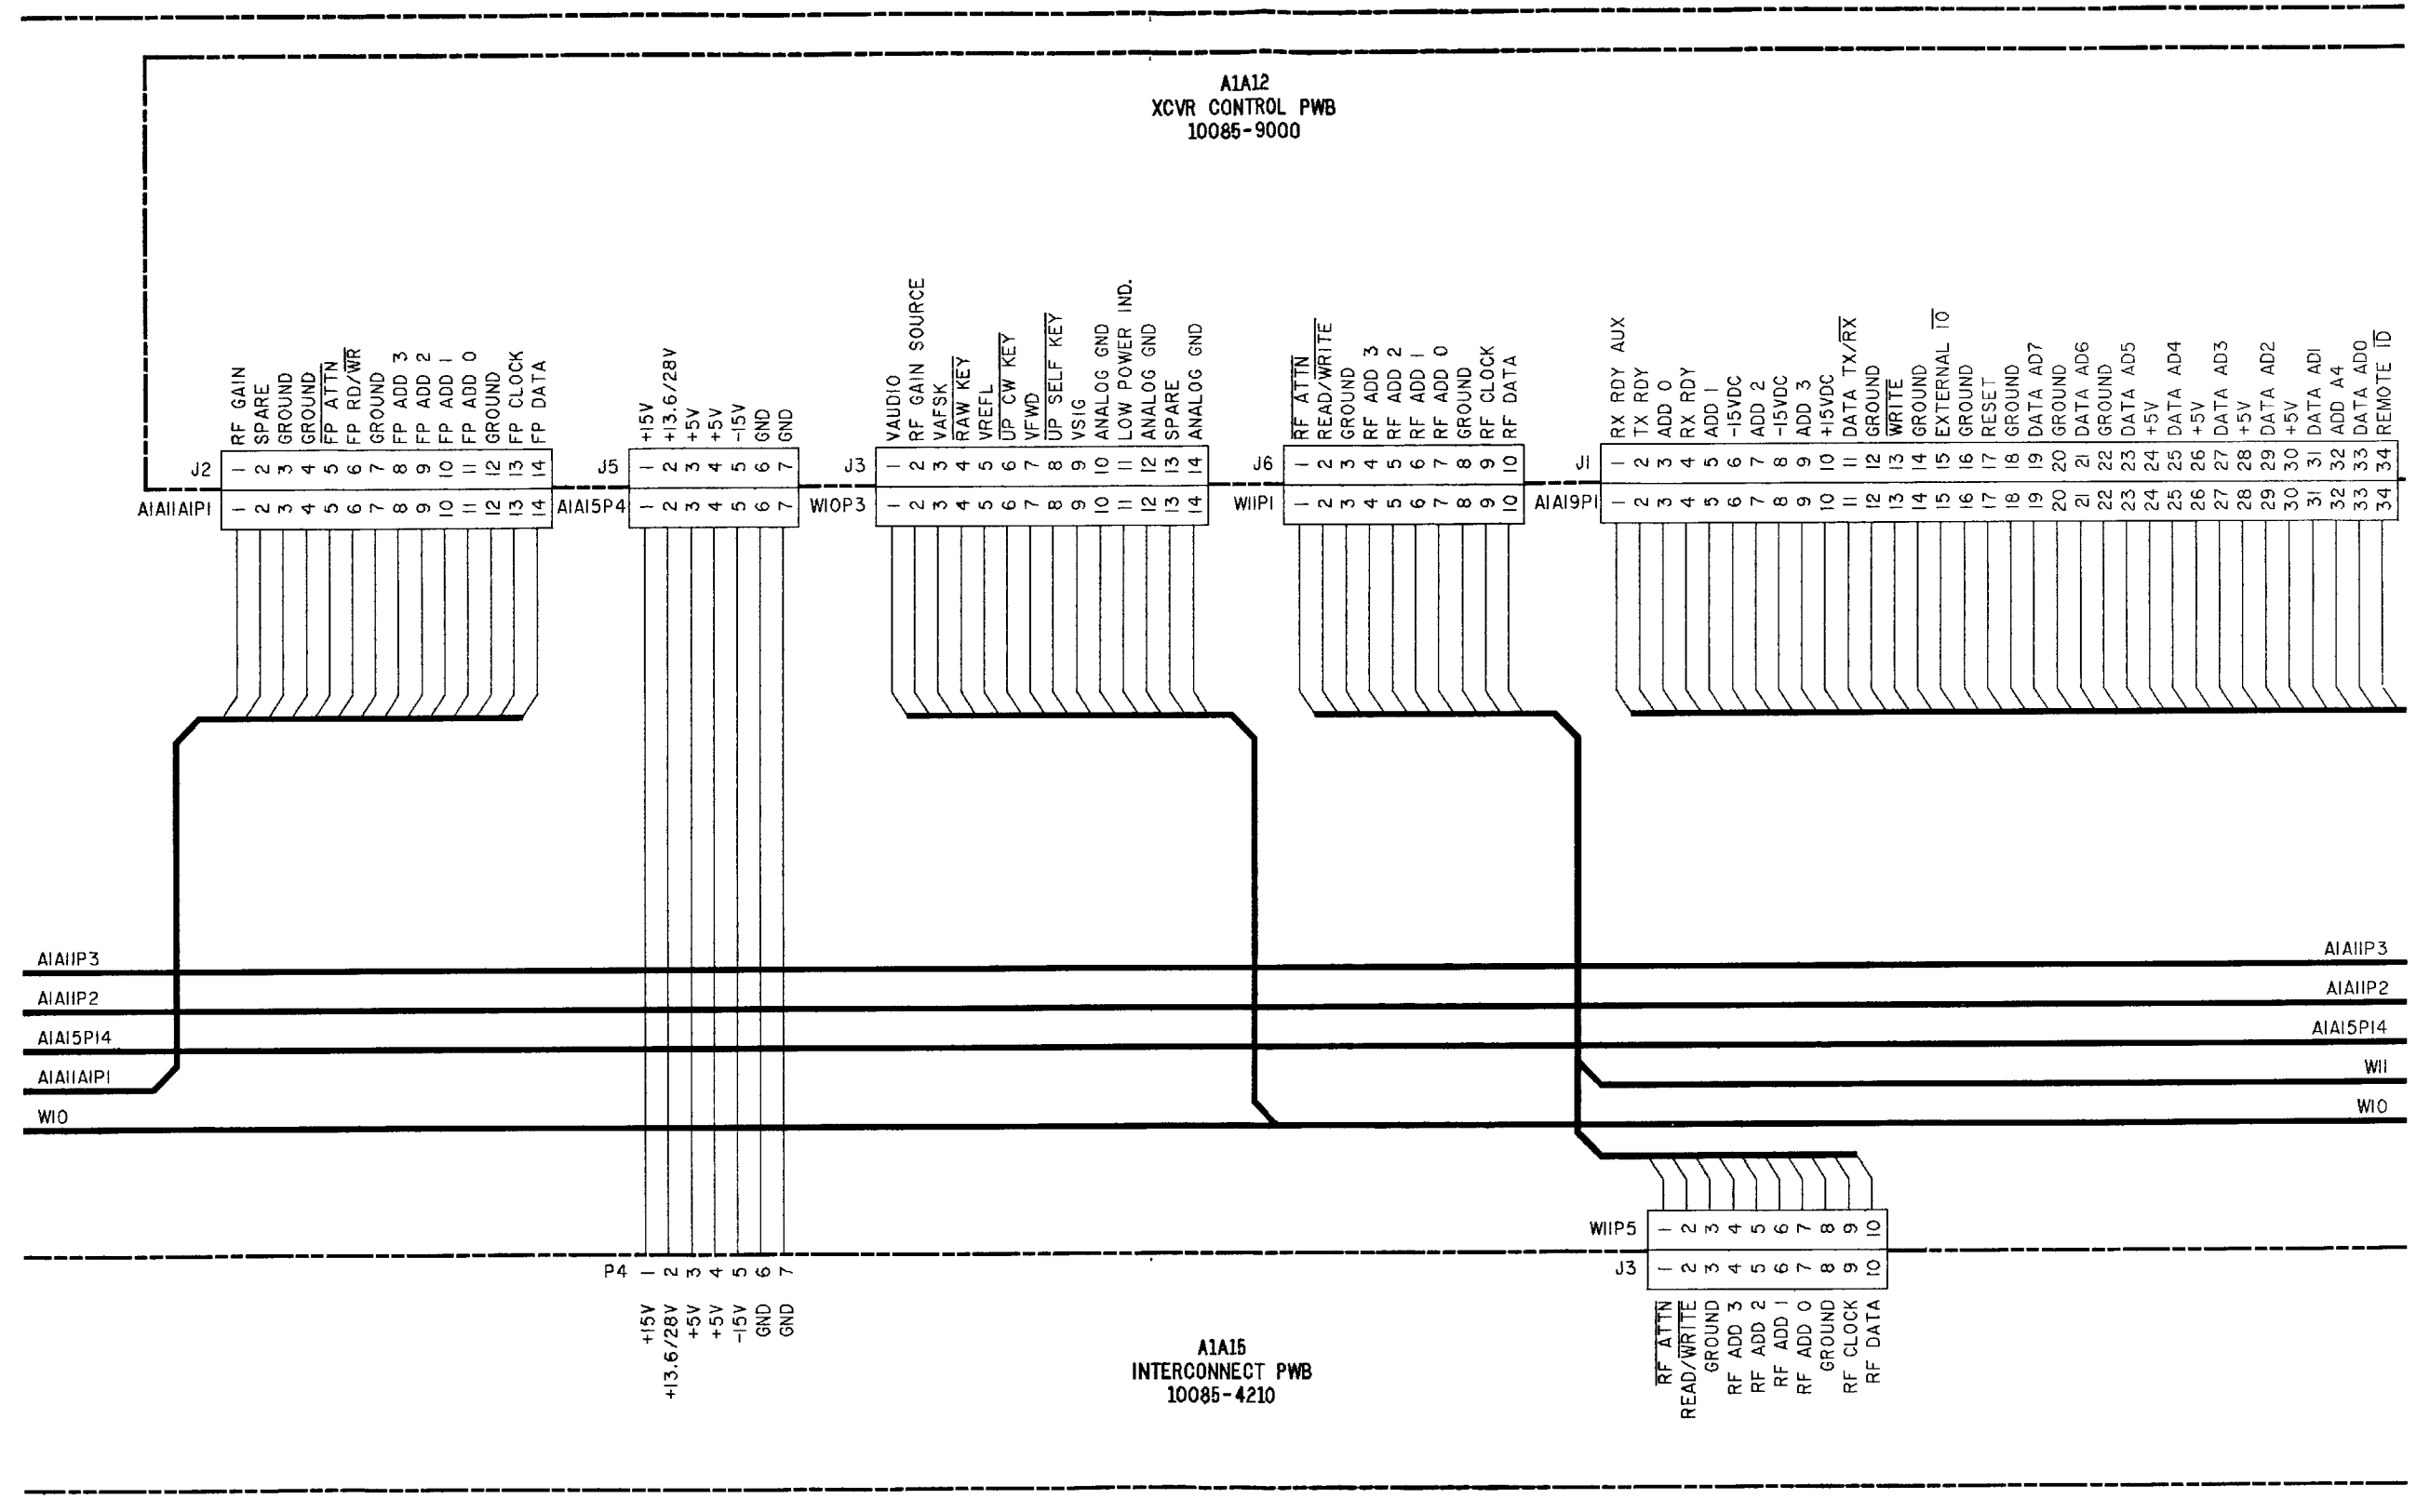 A1A12
XCVR CONTROL PWB
10085-9000
RF GAIN
SPARE
GROUND
GROUND
FP ATTN
FP RD/WR
GROUND
FP ADD 3
FP ADD 2
FP ADD 1
FP ADD 0
GROUND
FP CLOCK
FP DATA
J2
1 2 3 4 5 6 7 8 9 10 11 12 13 14
A1A11A1P1
1 2 3 4 5 6 7 8 9 10 11 12 13 14
+15V
+13.6/28V
+5V
+5V
-15V
GND
GND
J5
1 2 3 4 5 6 7
A1A15P4
1 2 3 4 5 6 7
VAUDIO
RF GAIN SOURCE
VAFSK
RAW KEY
VREFL
UP CW KEY
VFWD
UP SELF KEY
VSIG
ANALOG GND
LOW POWER IND.
ANALOG GND
SPARE
ANALOG GND
J3
1 2 3 4 5 6 7 8 9 10 11 12 13 14
W10P3
1 2 3 4 5 6 7 8 9 10 11 12 13 14
RF ATTN
READ/WRITE
GROUND
RF ADD 3
RF ADD 2
RF ADD 1
RF ADD 0
GROUND
RF CLOCK
RF DATA
J6
1 2 3 4 5 6 7 8 9 10
W11P1
1 2 3 4 5 6 7 8 9 10
RX RDY AUX
TX RDY
ADD 0
RX RDY
ADD 1
-15VDC
ADD 2
-15VDC
ADD 3
+15VDC
DATA TX/RX
GROUND
WRITE
GROUND
EXTERNAL IO
GROUND
RESET
GROUND
DATA AD7
GROUND
DATA AD6
GROUND
DATA AD5
+5V
DATA AD4
+5V
DATA AD3
+5V
DATA AD2
+5V
DATA AD1
ADD A4
DATA AD0
REMOTE ID
J1
1 2 3 4 5 6 7 8 9 10 11 12 13 14 15 16 17 18 19 20 21 22 23 24 25 26 27 28 29 30 31 32 33 34
A1A19P1
1 2 3 4 5 6 7 8 9 10 11 12 13 14 15 16 17 18 19 20 21 22 23 24 25 26 27 28 29 30 31 32 33 34
A1A11P3
A1A11P3
A1A11P2
A1A11P2
A1A15P14
A1A15P14
A1A11A1P1
W11
W10
W10
W11P5
1 2 3 4 5 6 7 8 9 10
J3
1 2 3 4 5 6 7 8 9 10
P4
1 2 3 4 5 6 7
+15V
+13.6/28V
+5V
+5V
-15V
GND
GND
RF ATTN
READ/WRITE
GROUND
RF ADD 3
RF ADD 2
RF ADD 1
RF ADD 0
GROUND
RF CLOCK
RF DATA
A1A15
INTERCONNECT PWB
10085-4210